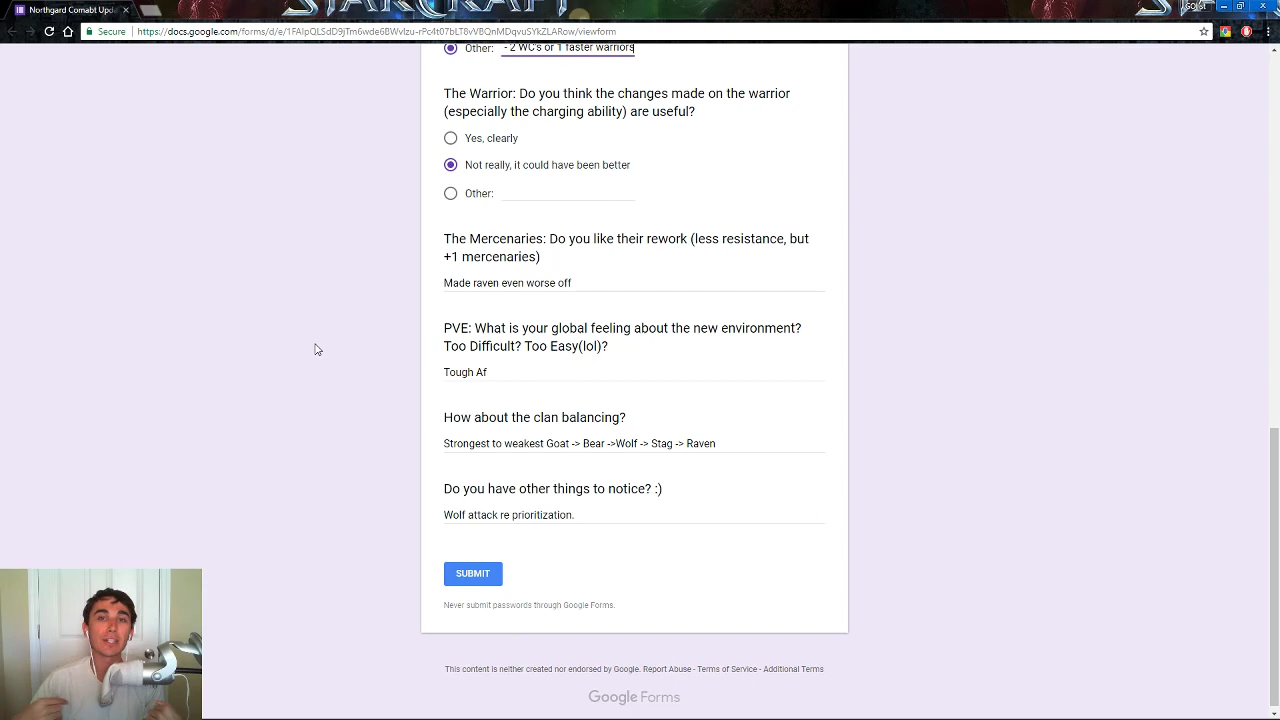 STARCRAFT
Northgard Comabt Upd
Secure
https://docs.google.com/forms/d/e/1FAIpQLSdD9jTm6wde6BWvIzu-rPc4t07bLT8vVBQnMDqvuSYkZLARow/viewform
Other: - 2 WC's or 1 faster warriors
The Warrior: Do you think the changes made on the warrior
(especially the charging ability) are useful?
Yes, clearly
Not really, it could have been better
Other:
The Mercenaries: Do you like their rework (less resistance, but
+1 mercenaries)
Made raven even worse off
PVE: What is your global feeling about the new environment?
Too Difficult? Too Easy(lol)?
Tough Af
How about the clan balancing?
Strongest to weakest Goat -> Bear ->Wolf -> Stag -> Raven
Do you have other things to notice? :)
Wolf attack re prioritization.
SUBMIT
Never submit passwords through Google Forms.
This content is neither created nor endorsed by Google. Report Abuse - Terms of Service - Additional Terms
Google Forms